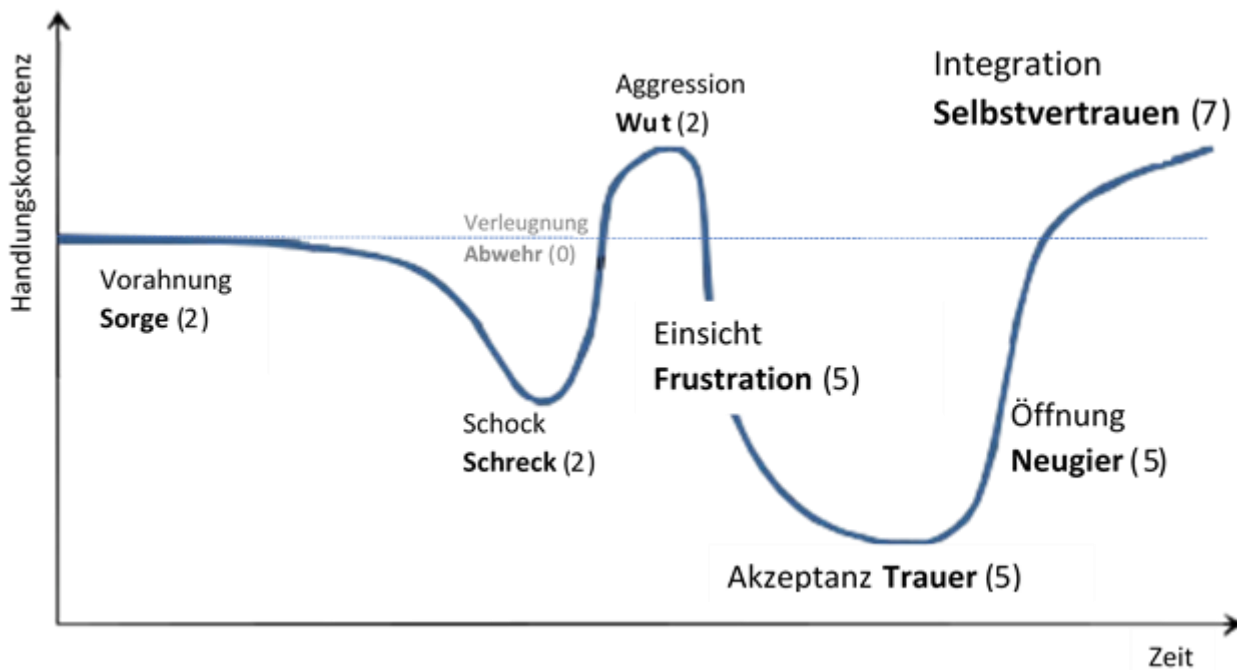 Handlungskompetenz
Vorahnung
Sorge (2)
Schock
Schreck (2)
Verleugnung
Abwehr (0)
Aggression
Wut (2)
Einsicht
Frustration (5)
Akzeptanz Trauer (5)
Öffnung
Neugier (5)
Integration
Selbstvertrauen (7)
Zeit